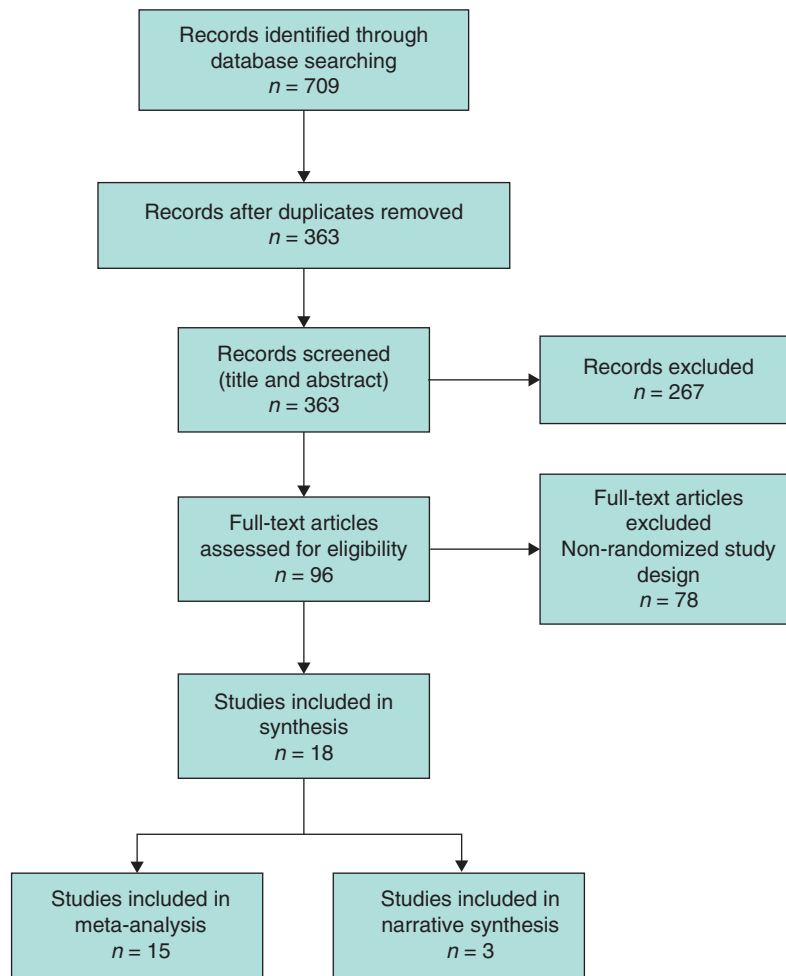 Records identified through
database searching
n = 709
Records after duplicates removed
n = 363
Records screened
(title and abstract)
n = 363
Records excluded
n = 267
Full-text articles
assessed for eligibility
n = 96
Full-text articles
excluded
Non-randomized study
design
n = 78
Studies included in
synthesis
n = 18
Studies included in
meta-analysis
n = 15
Studies included in
narrative synthesis
n = 3